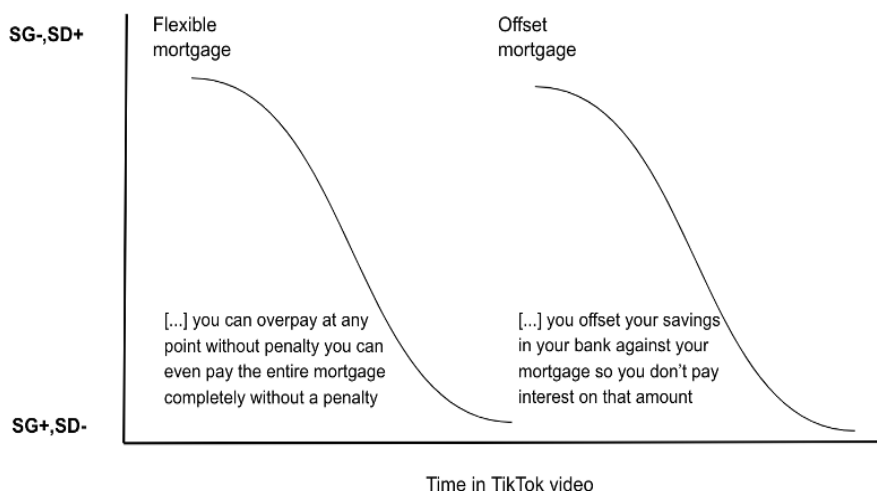 SG-,SD+
Flexible
mortgage
Offset
mortgage
[...] you can overpay at any
point without penalty you can
even pay the entire mortgage
completely without a penalty
[...] you offset your savings
in your bank against your
mortgage so you don't pay
interest on that amount
SG+,SD-
Time in TikTok video